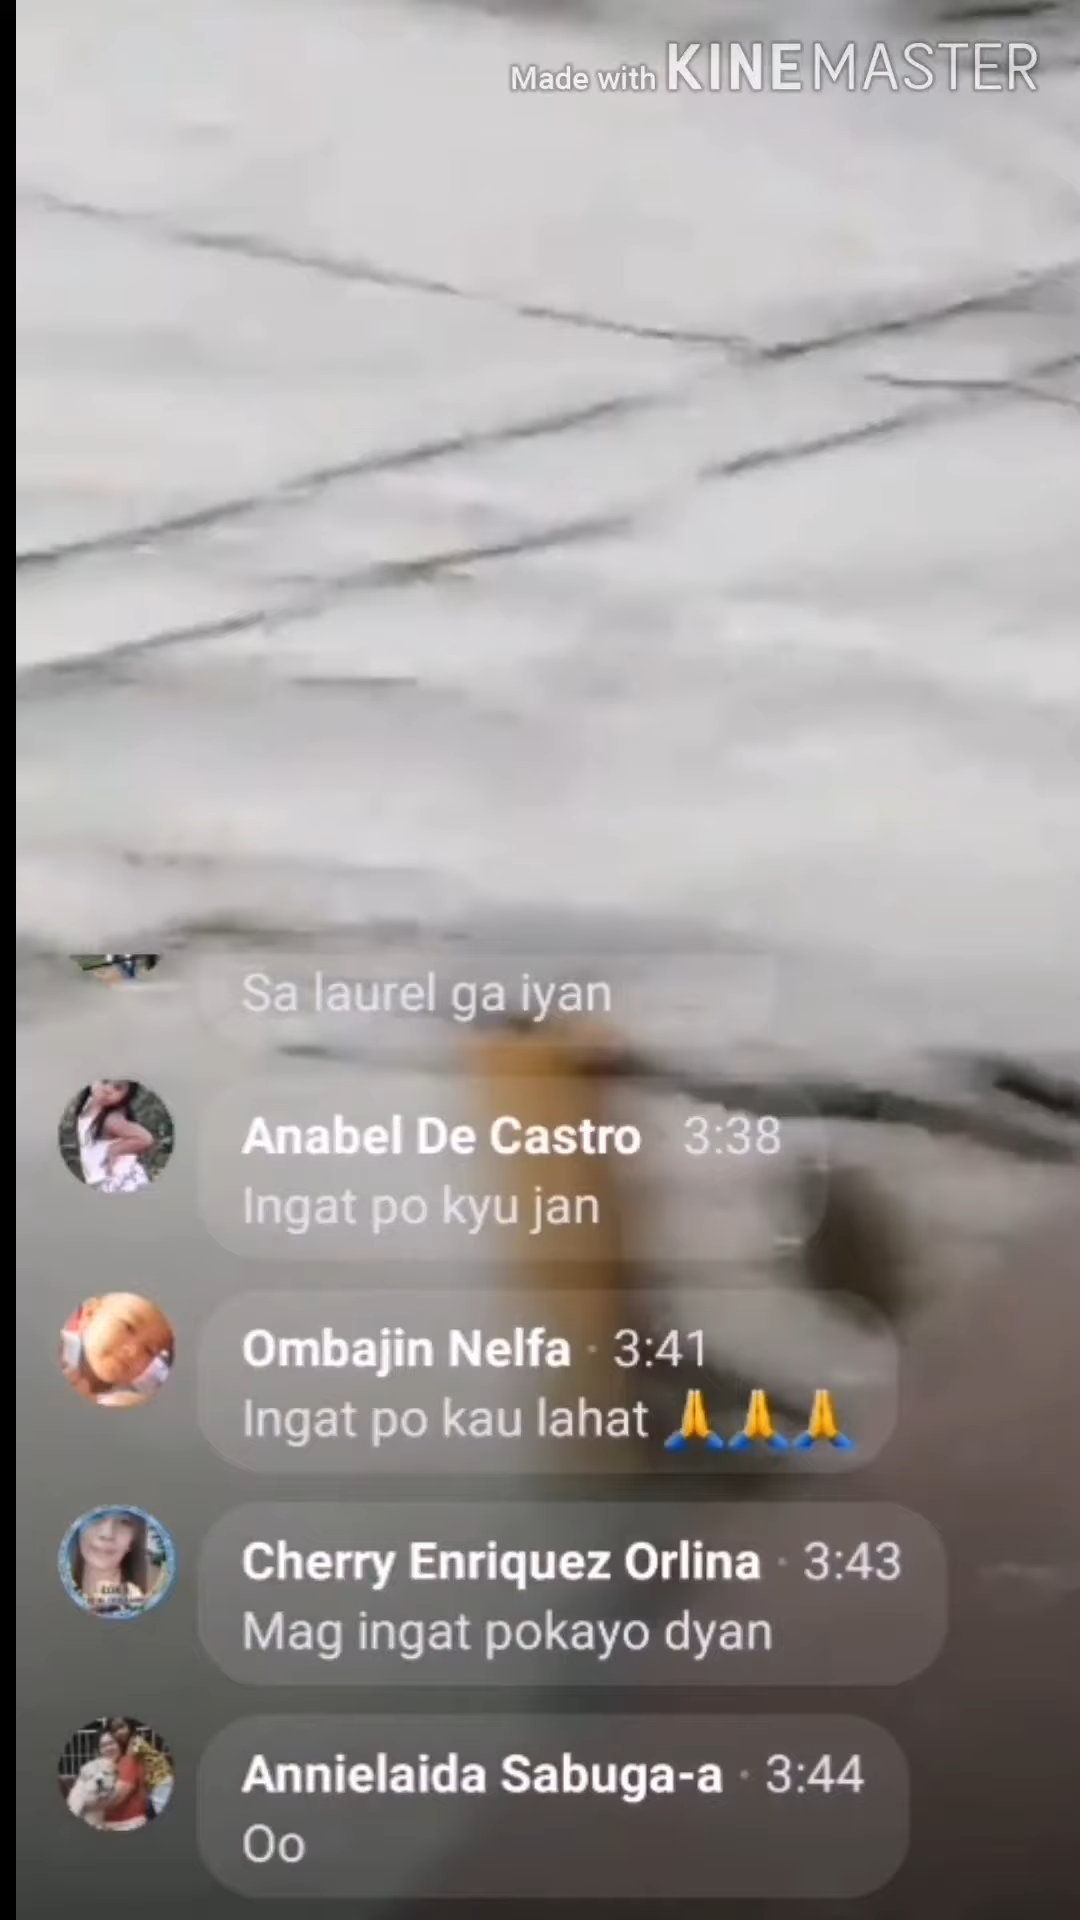 Made with KINEMASTER
Sa laurel ga iyan
Anabel De Castro 3:38
Ingat po kyu jan
Ombajin Nelfa · 3:41
Ingat po kau lahat 🙏🙏🙏
Cherry Enriquez Orlina · 3:43
Mag ingat pokayo dyan
Annielaida Sabuga-a · 3:44
Oo